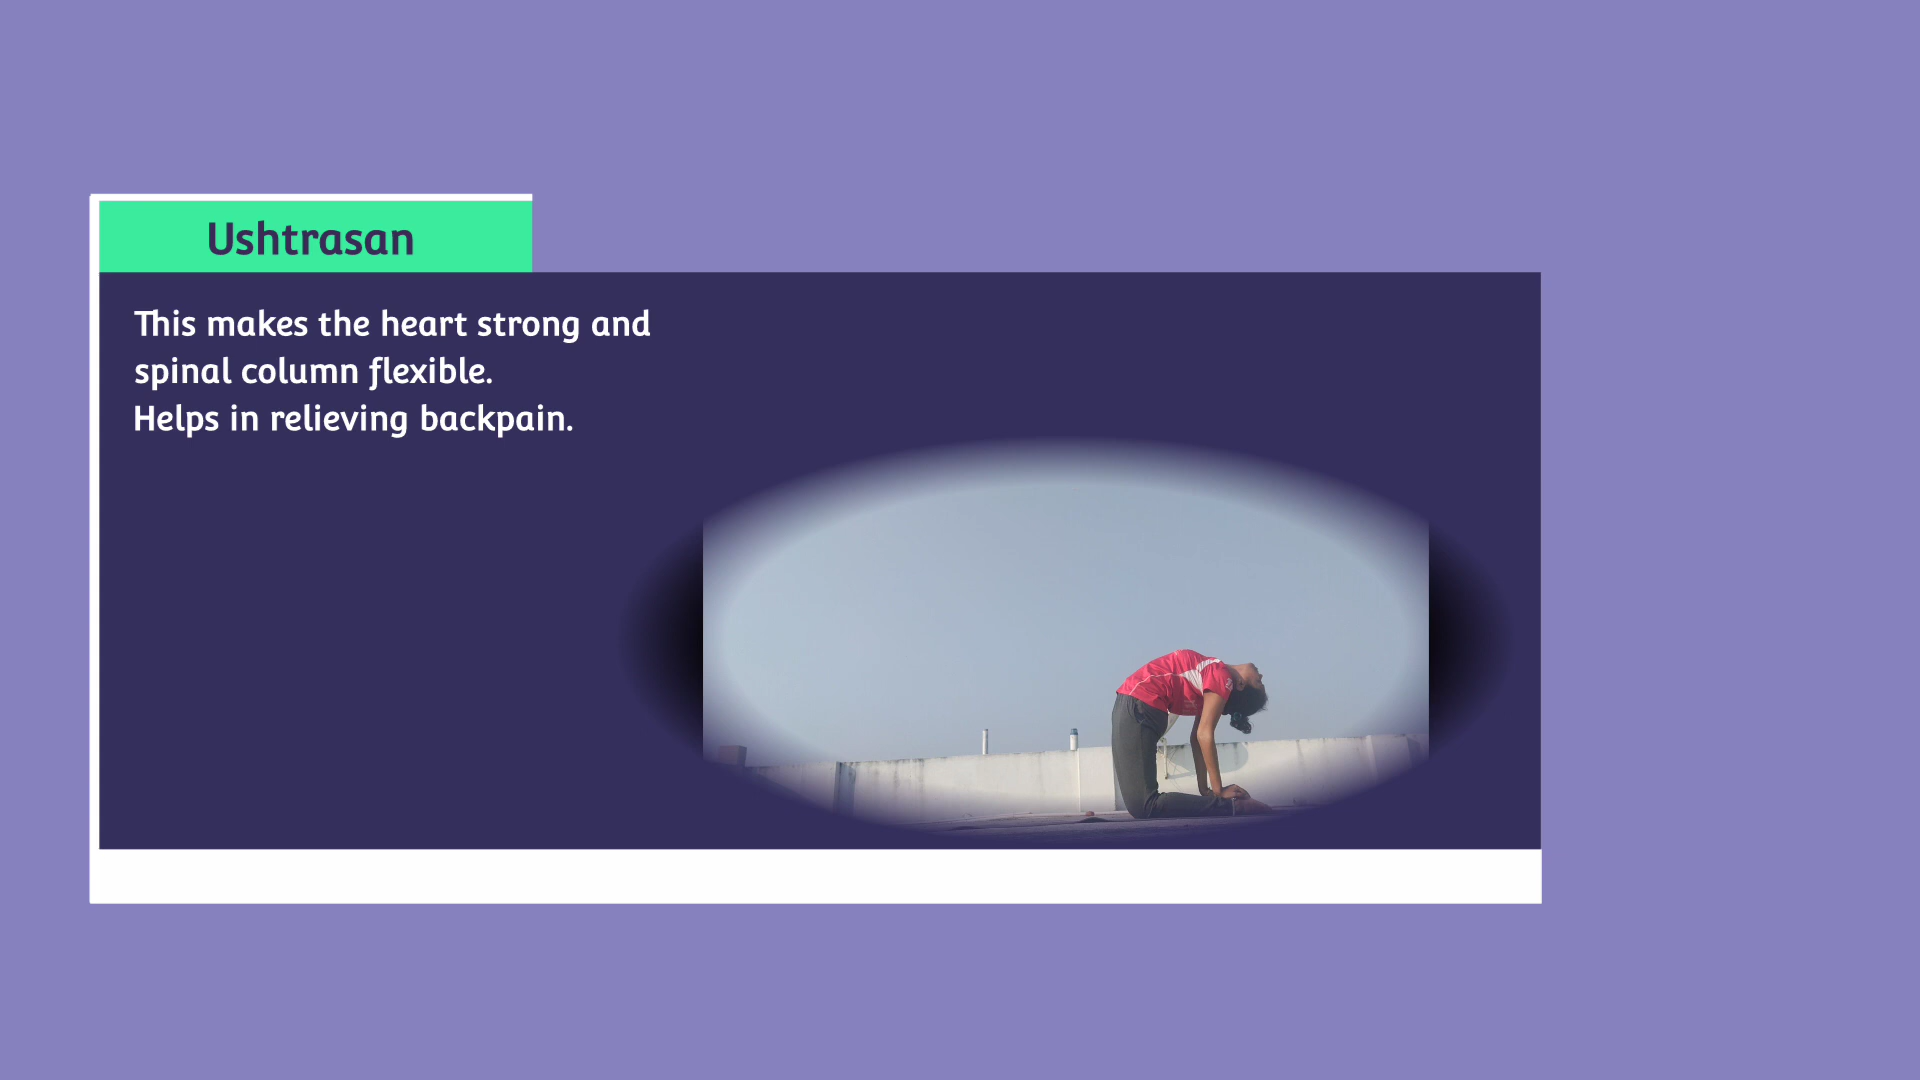 Ushtrasan
This makes the heart strong and
spinal column flexible.
Helps in relieving backpain.